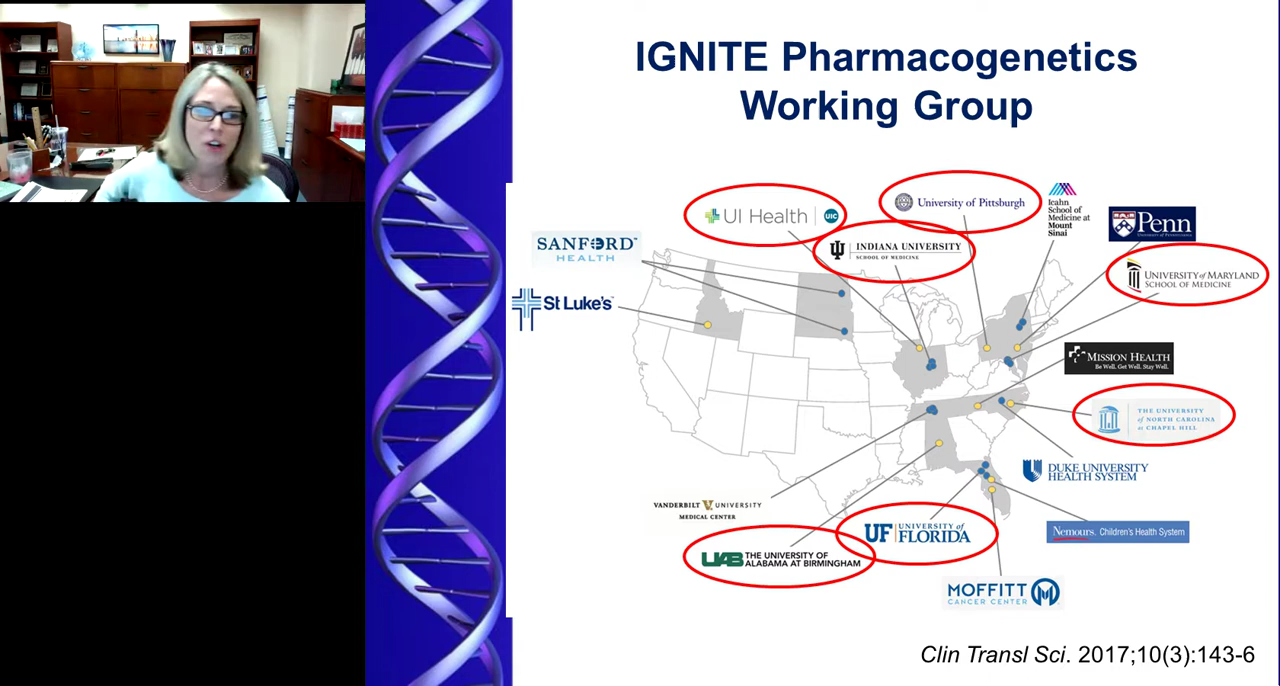 IGNITE Pharmacogenetics
Working Group
UI Health
UIC
University of Pittsburgh
Icahn
School of
Medicine at
Mount
Sinai
Penn
INDIANA UNIVERSITY
SCHOOL OF MEDICINE
SANFORD
HEALTH
UNIVERSITY of MARYLAND
SCHOOL OF MEDICINE
St Luke's
MISSION HEALTH
Be Well. Get Well. Stay Well.
THE UNIVERSITY
of NORTH CAROLINA
at CHAPEL HILL
DUKE UNIVERSITY
HEALTH SYSTEM
VANDERBILT V UNIVERSITY
MEDICAL CENTER
UF UNIVERSITY of
FLORIDA
Nemours. Children's Health System
UAB THE UNIVERSITY OF
ALABAMA AT BIRMINGHAM
MOFFITT
CANCER CENTER
Clin Transl Sci. 2017;10(3):143-6